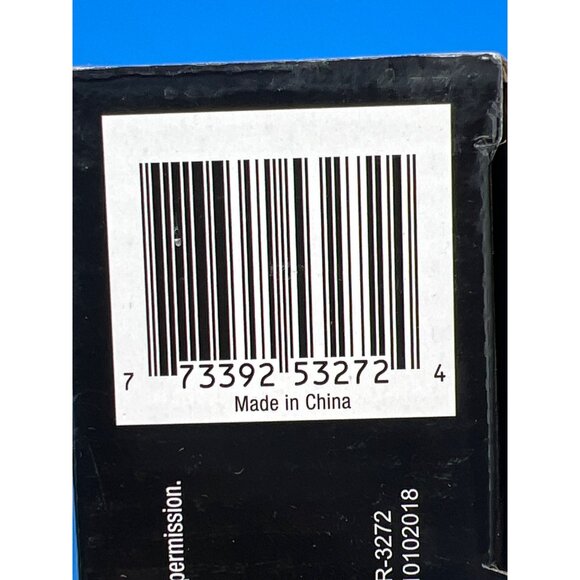 7 73392 53272 4
Made in China
permission.
R-3272
10102018